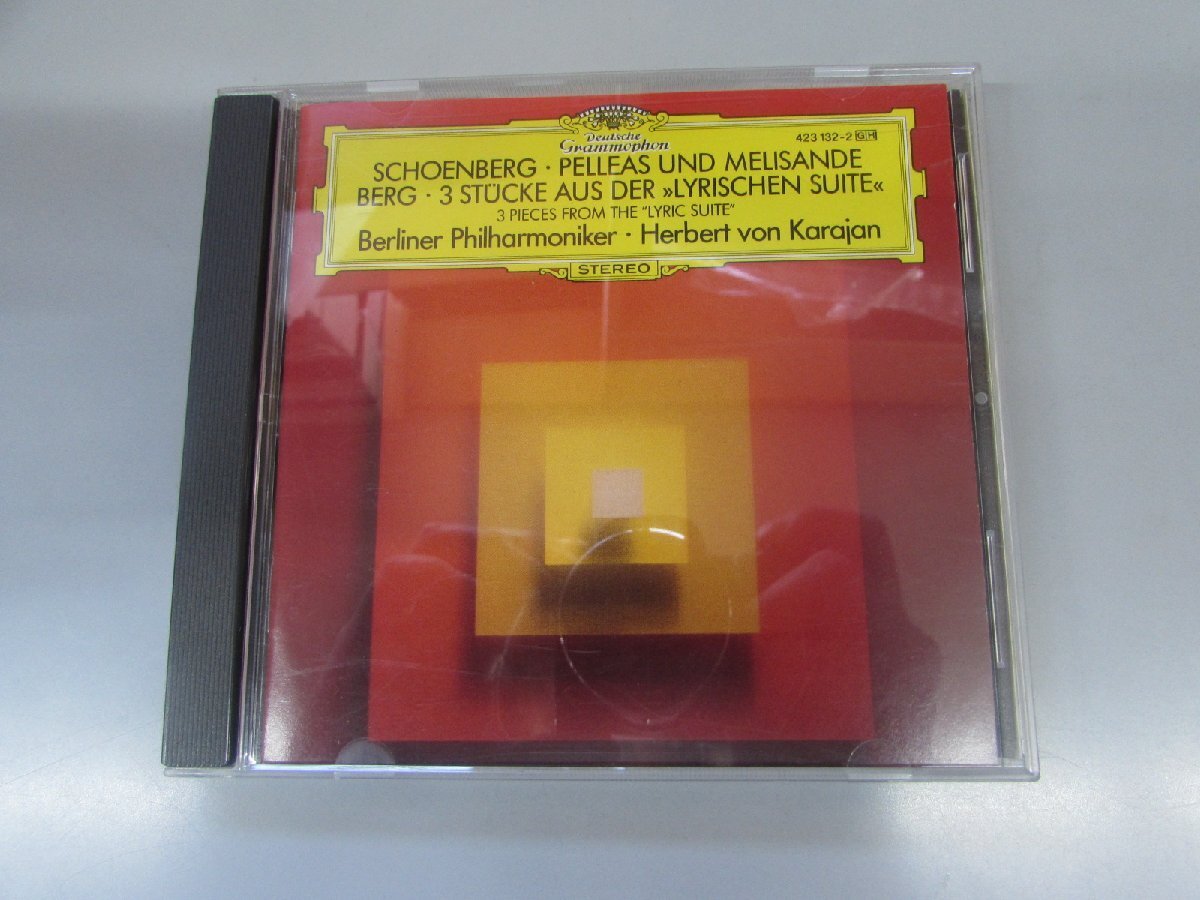 Deutsche
Grammophon
423 132-2 GH
SCHOENBERG · PELLEAS UND MELISANDE
BERG · 3 STÜCKE AUS DER »LYRISCHEN SUITE«
3 PIECES FROM THE "LYRIC SUITE"
Berliner Philharmoniker · Herbert von Karajan
STEREO